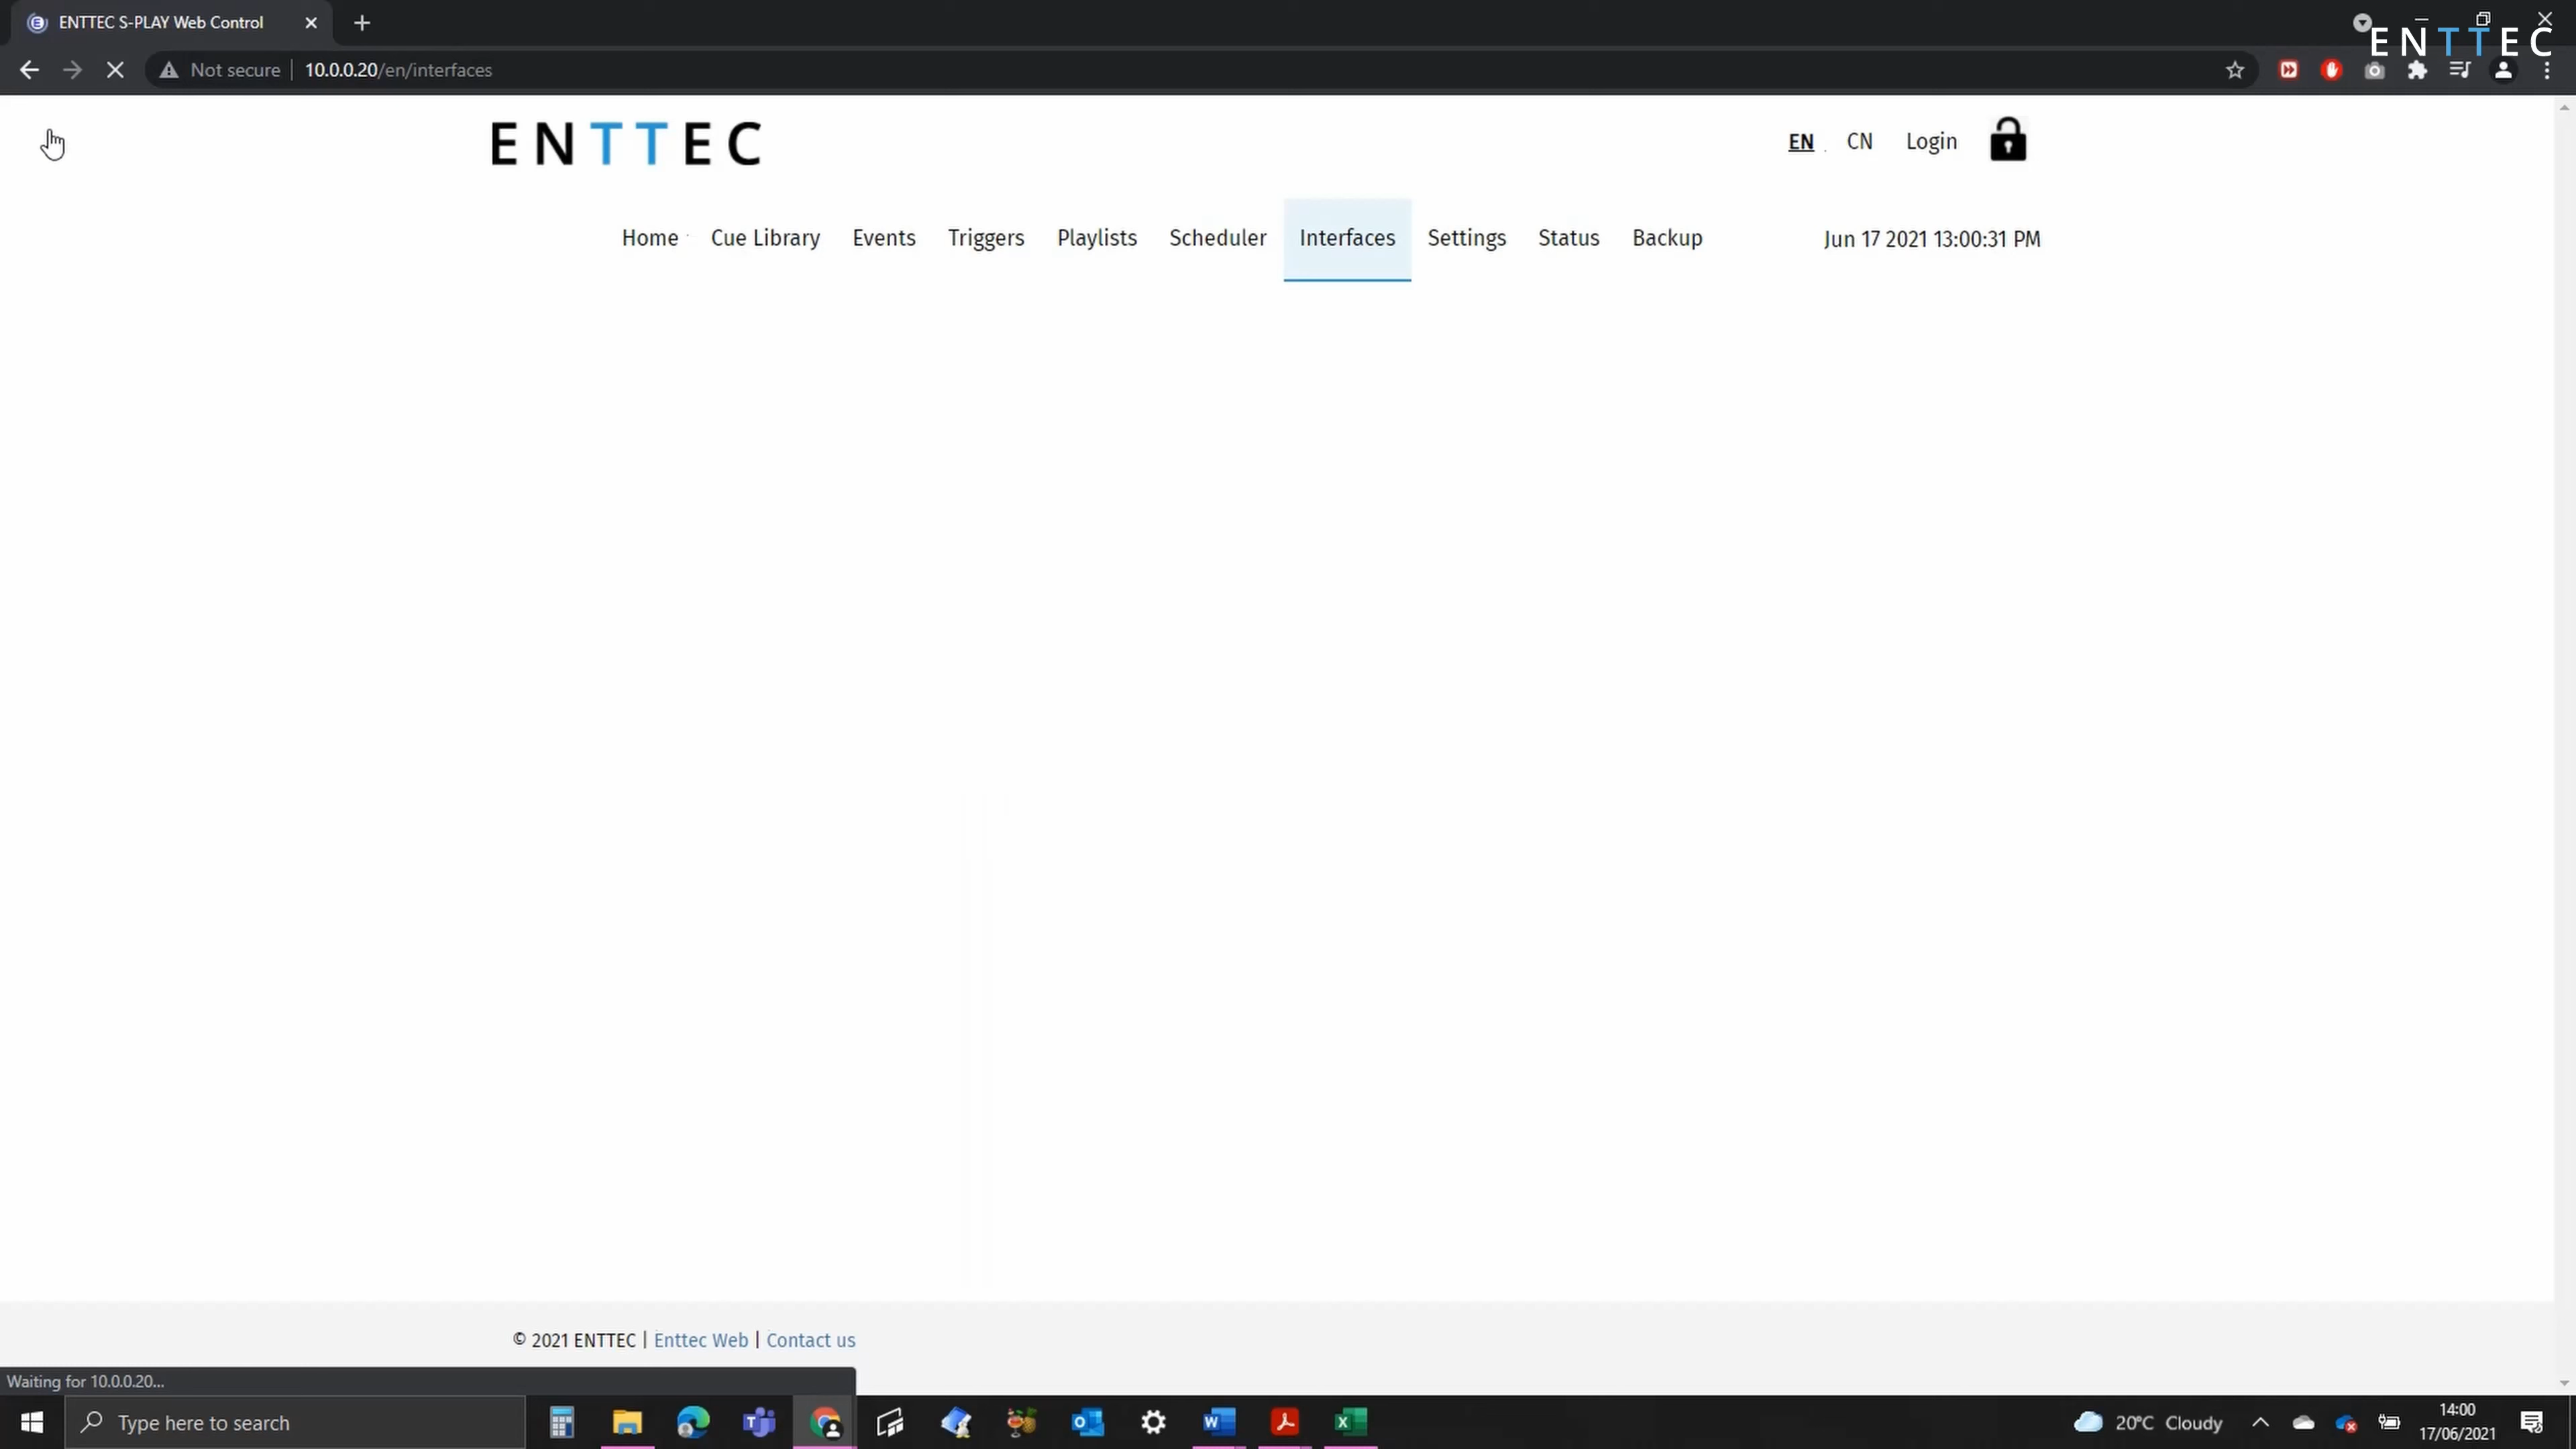 ENTTEC S-PLAY Web Control
ENTTEC
Not secure
10.0.0.20/en/interfaces
ENTTEC
EN CN Login
Home Cue Library Events Triggers Playlists Scheduler Interfaces Settings Status Backup
Jun 17 2021 13:00:31 PM
© 2021 ENTTEC | Enttec Web | Contact us
Waiting for 10.0.0.20...
Type here to search
20°C Cloudy
14:00
17/06/2021